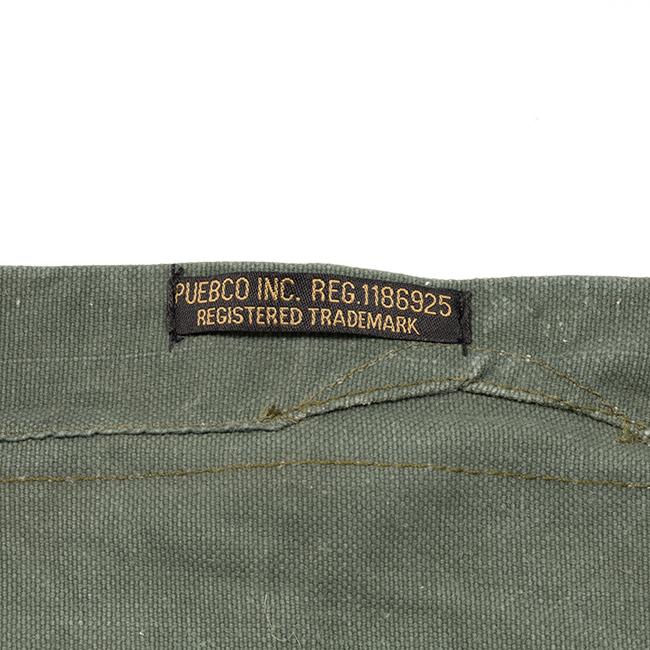 PUEBCO INC. REG.1186925
REGISTERED TRADEMARK